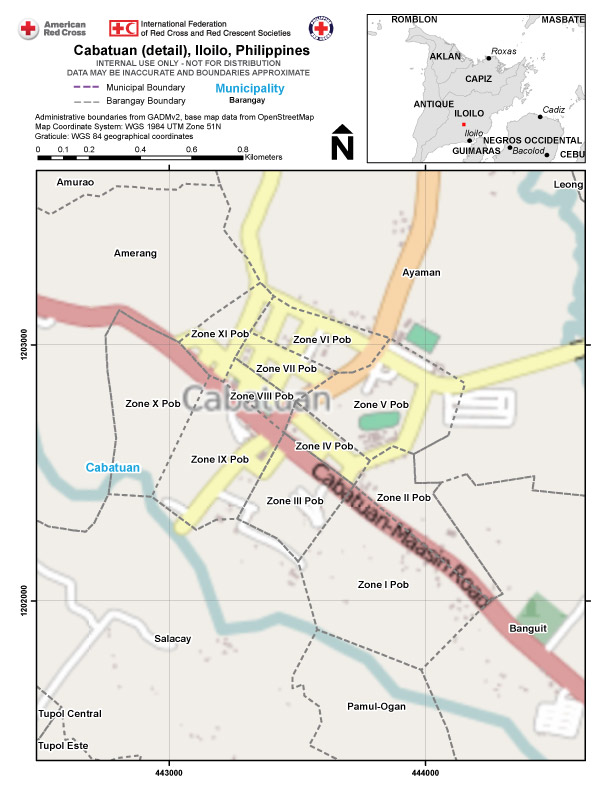 American
Red Cross
International Federation
of Red Cross and Red Crescent Societies
Cabatuan (detail), Iloilo, Philippines
INTERNAL USE ONLY - NOT FOR DISTRIBUTION
DATA MAY BE INACCURATE AND BOUNDARIES APPROXIMATE
Municipal Boundary
Municipality
Barangay Boundary
Barangay
Administrative boundaries from GADMv2, base map data from OpenStreetMap
Map Coordinate System: WGS 1984 UTM Zone 51N
Graticule: WGS 84 geographical coordinates
0 0.1 0.2 0.4 0.6 0.8
Kilometers
N
ROMBLON
MASBATE
Roxas
AKLAN
CAPIZ
ANTIQUE
ILOILO
Cadiz
Iloilo
NEGROS OCCIDENTAL
GUIMARAS
Bacolod
CEBU
Amurao
Leong
Amerang
Ayaman
Zone XI Pob
Zone VI Pob
1203000
Zone VII Pob
Zone VIII Pob
Cabatuan
Zone X Pob
Zone V Pob
Zone IV Pob
Zone IX Pob
Cabatuan
Cabatuan-Maasin Road
Zone III Pob
Zone II Pob
Zone I Pob
1202000
Banguit
Salacay
Pamul-Ogan
Tupol Central
Tupol Este
443000
444000